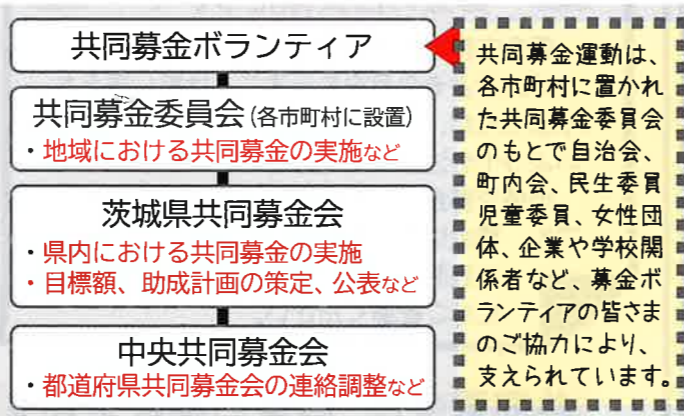 共同募金ボランティア
共同募金委員会(各市町村に設置)
・地域における共同募金の実施など
茨城県共同募金会
・県内における共同募金の実施
・目標額、助成計画の策定、公表など
中央共同募金会
・都道府県共同募金会の連絡調整など
共同募金運動は、
各市町村に置かれ
た共同募金委員会
のもとで自治会、
町内会、民生委員
児童委員、女性団
体、企業や学校関
係者など、募金ボ
ランティアの皆さま
のご協力により、
支えられています。